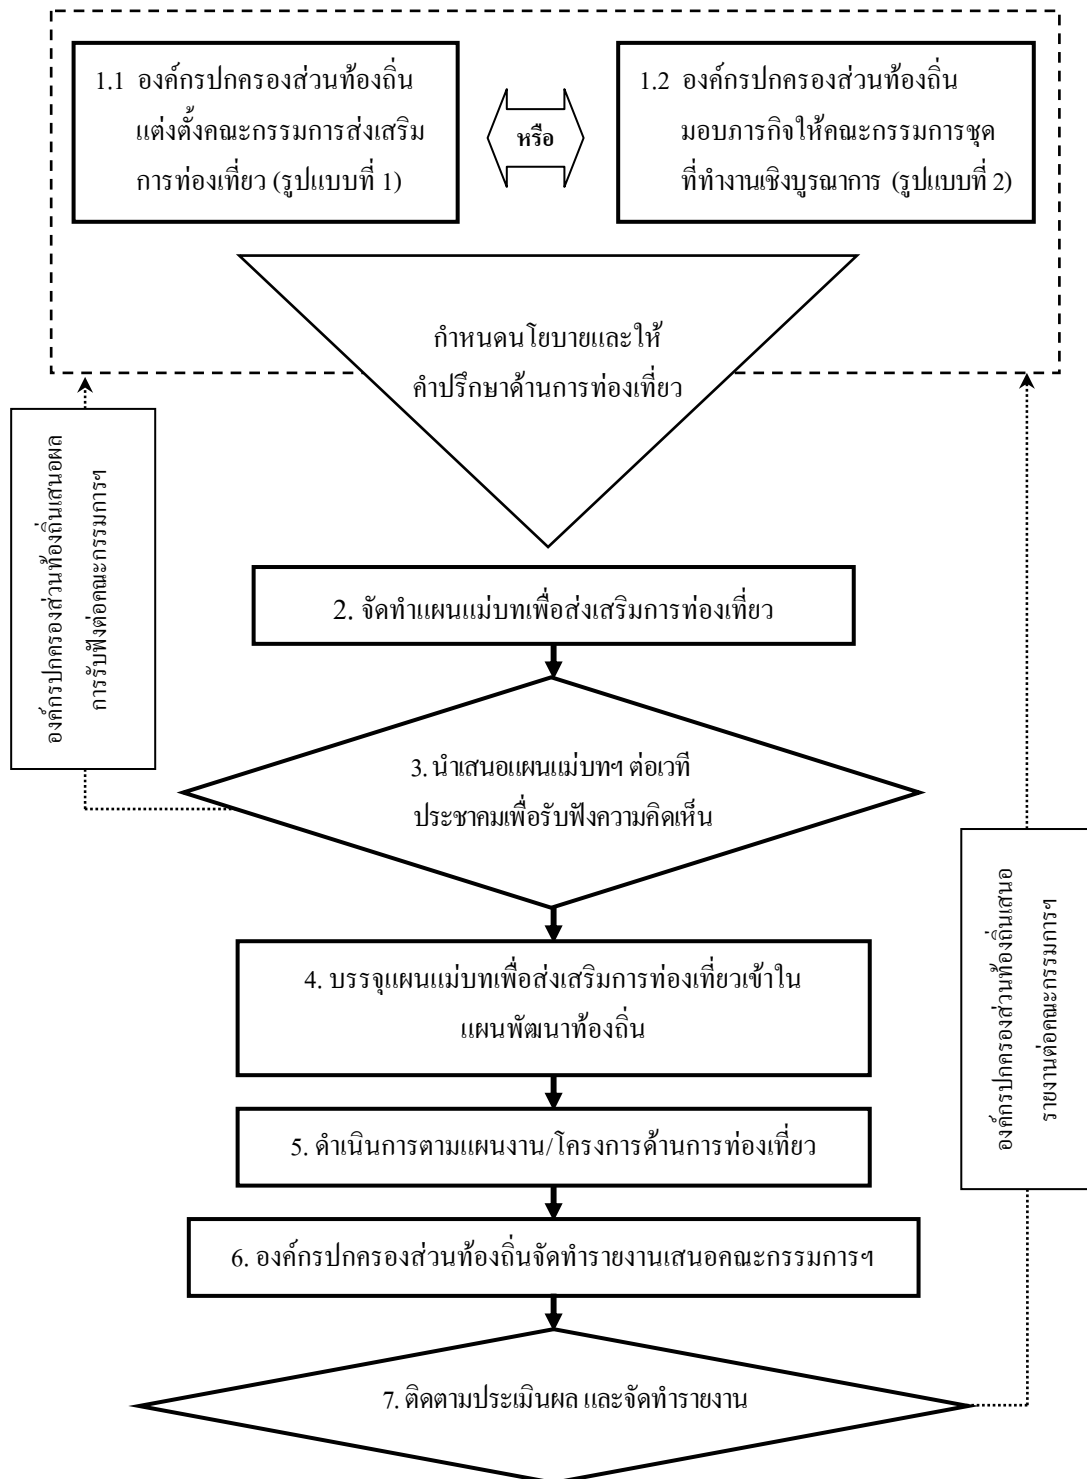 1.1 องค์กรปกครองส่วนท้องถิ่น
แต่งตั้งคณะกรรมการส่งเสริม
การท่องเที่ยว (รูปแบบที่ 1)
หรือ
1.2 องค์กรปกครองส่วนท้องถิ่น
มอบภารกิจให้คณะกรรมการชุด
ที่ทำงานเชิงบูรณาการ (รูปแบบที่ 2)
กำหนดนโยบายและให้
คำปรึกษาด้านการท่องเที่ยว
องค์กรปกครองส่วนท้องถิ่นเสนอผล
การรับฟังต่อคณะกรรมการฯ
2. จัดทำแผนแม่บทเพื่อส่งเสริมการท่องเที่ยว
3. นำเสนอแผนแม่บทฯ ต่อเวที
ประชาคมเพื่อรับฟังความคิดเห็น
4. บรรจุแผนแม่บทเพื่อส่งเสริมการท่องเที่ยวเข้าใน
แผนพัฒนาท้องถิ่น
องค์กรปกครองส่วนท้องถิ่นเสนอ
รายงานต่อคณะกรรมการฯ
5. ดำเนินการตามแผนงาน/โครงการด้านการท่องเที่ยว
6. องค์กรปกครองส่วนท้องถิ่นจัดทำรายงานเสนอคณะกรรมการฯ
7. ติดตามประเมินผล และจัดทำรายงาน